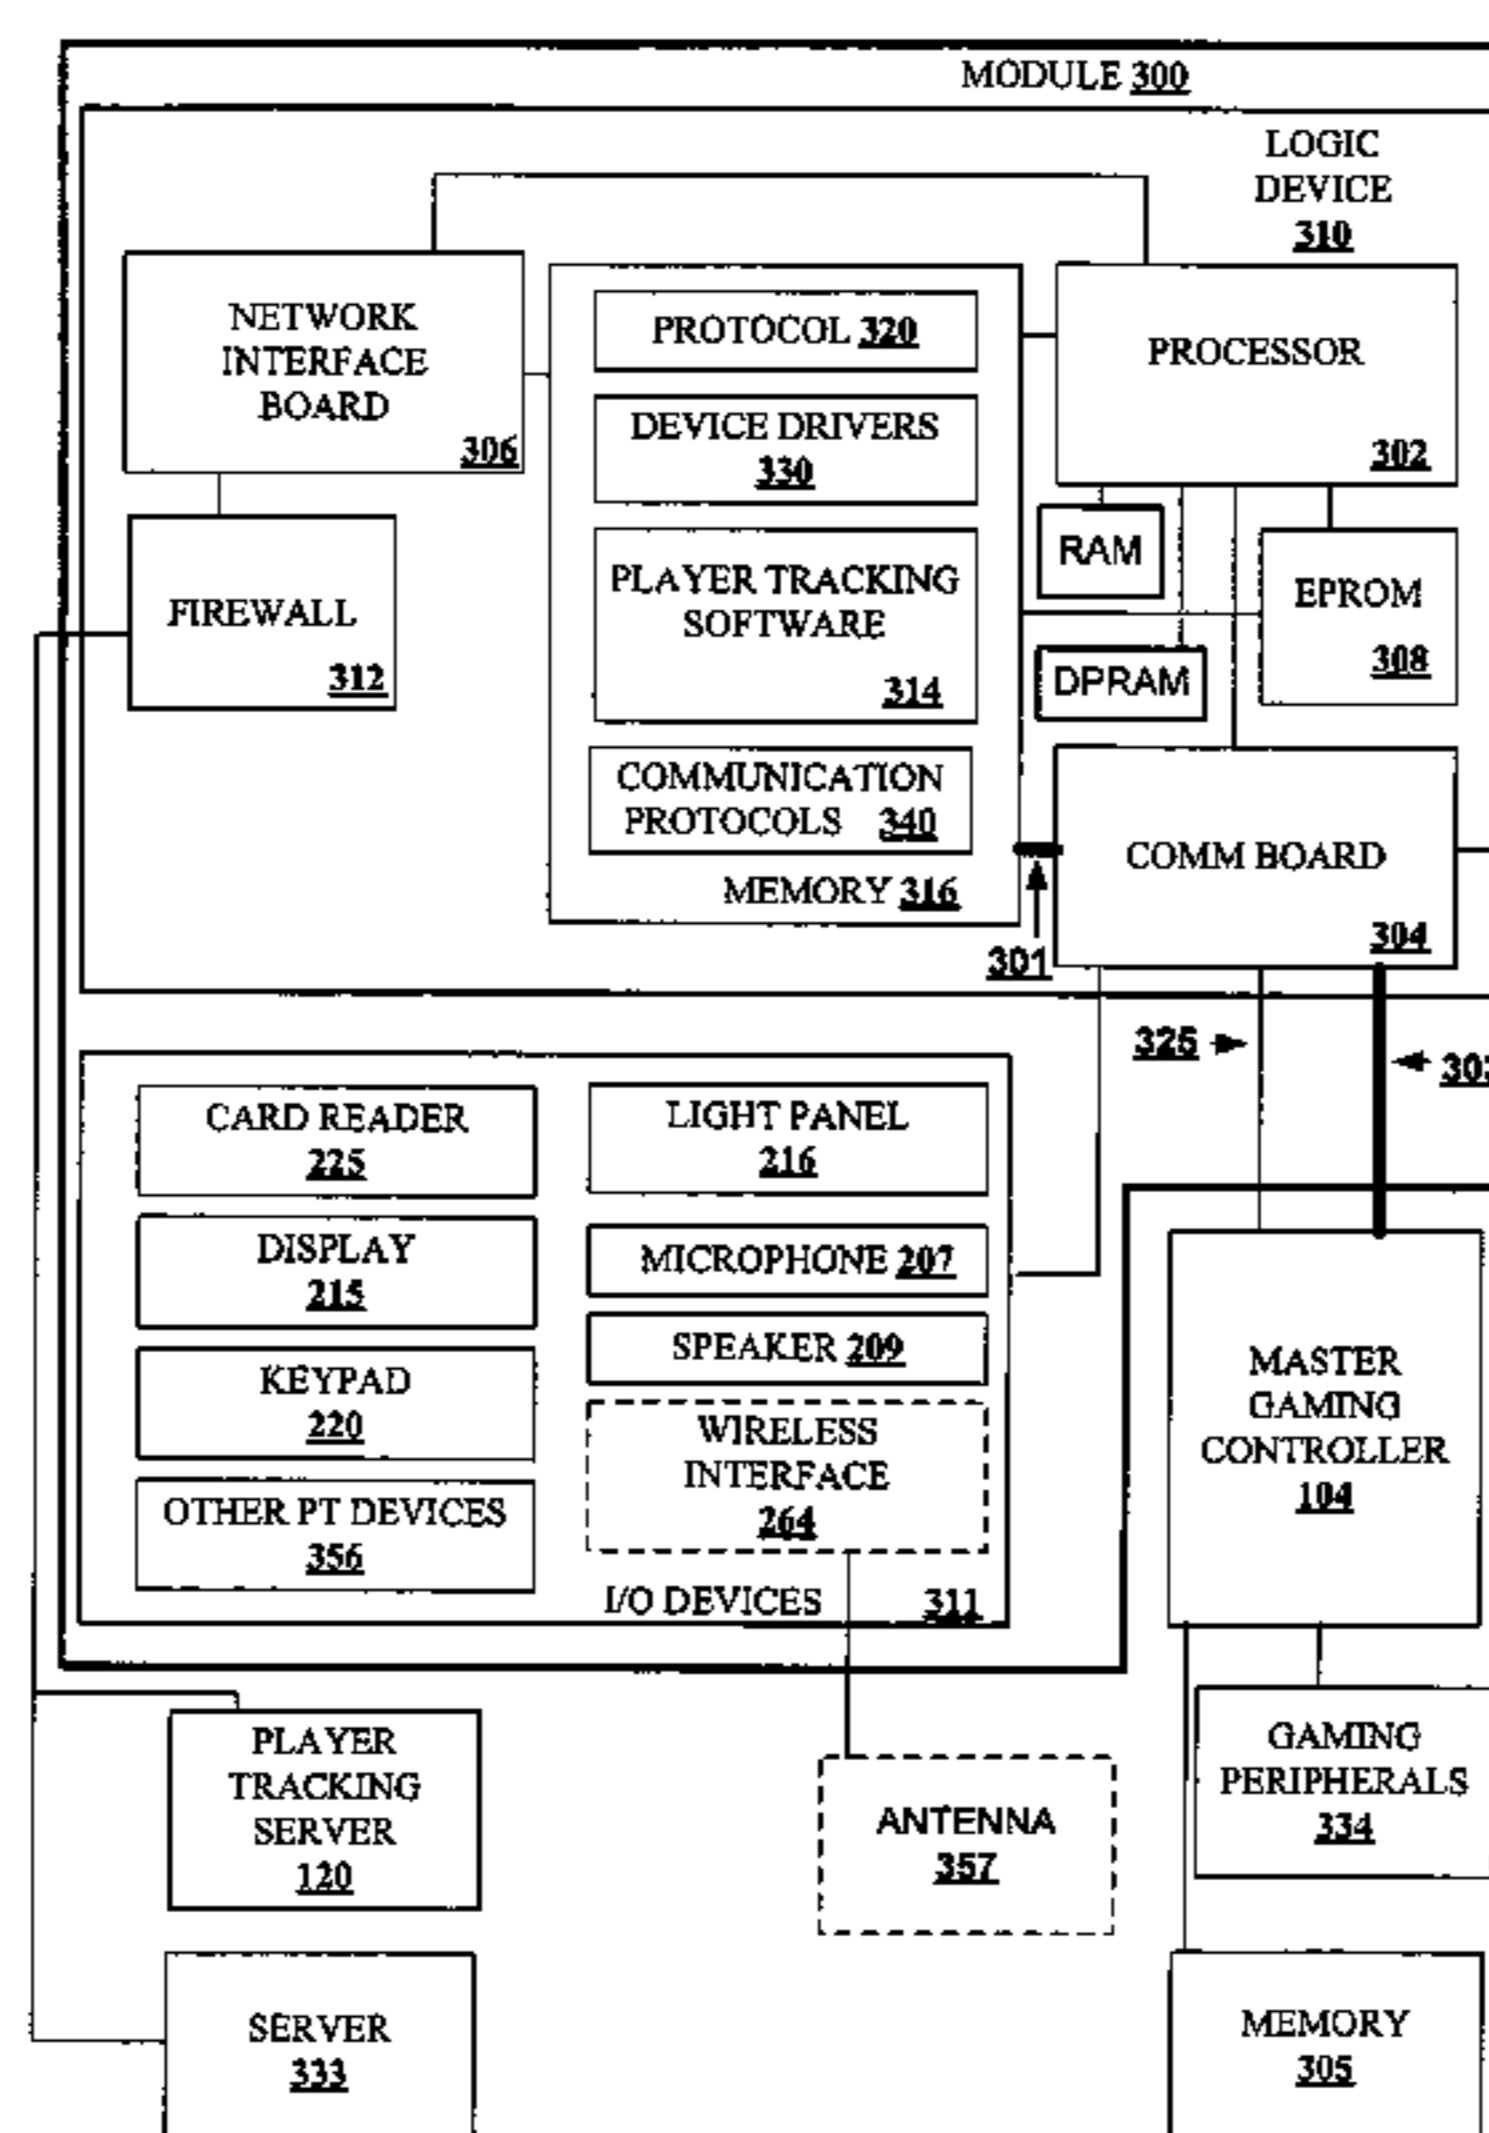 MODULE 300
LOGIC
DEVICE
310
NETWORK
INTERFACE
BOARD
306
PROTOCOL 320
DEVICE DRIVERS
330
PLAYER TRACKING
SOFTWARE
314
COMMUNICATION
PROTOCOLS 340
MEMORY 316
PROCESSOR
302
RAM
EPROM
308
DPRAM
FIREWALL
312
COMM BOARD
304
301
325
CARD READER
225
LIGHT PANEL
216
DISPLAY
215
MICROPHONE 207
SPEAKER 209
KEYPAD
220
WIRELESS
INTERFACE
264
OTHER PT DEVICES
356
I/O DEVICES 311
MASTER
GAMING
CONTROLLER
104
PLAYER
TRACKING
SERVER
120
ANTENNA
357
GAMING
PERIPHERALS
334
SERVER
333
MEMORY
305